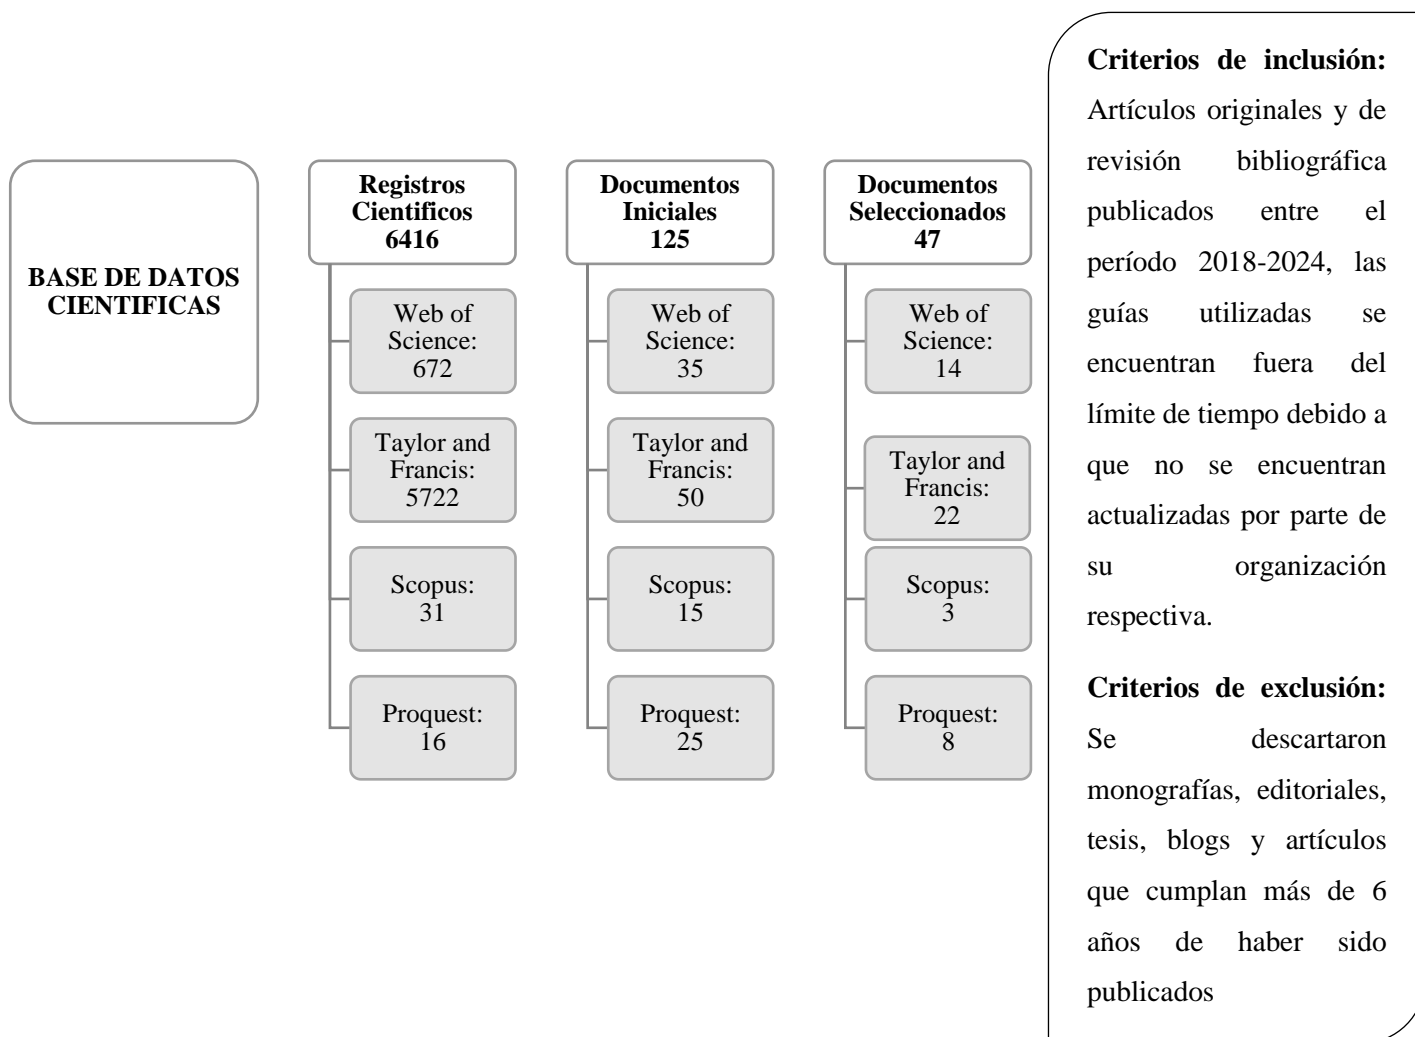 BASE DE DATOS
CIENTIFICAS
Registros
Cientificos
6416
Web of
Science:
672
Taylor and
Francis:
5722
Scopus:
31
Proquest:
16
Documentos
Iniciales
125
Web of
Science:
35
Taylor and
Francis:
50
Scopus:
15
Proquest:
25
Documentos
Seleccionados
47
Web of
Science:
14
Taylor and
Francis:
22
Scopus:
3
Proquest:
8
Criterios de inclusión:
Artículos originales y de
revisión bibliográfica
publicados entre el
período 2018-2024, las
guías utilizadas se
encuentran fuera del
límite de tiempo debido a
que no se encuentran
actualizadas por parte de
su organización
respectiva.
Criterios de exclusión:
Se descartaron
monografías, editoriales,
tesis, blogs y artículos
que cumplan más de 6
años de haber sido
publicados